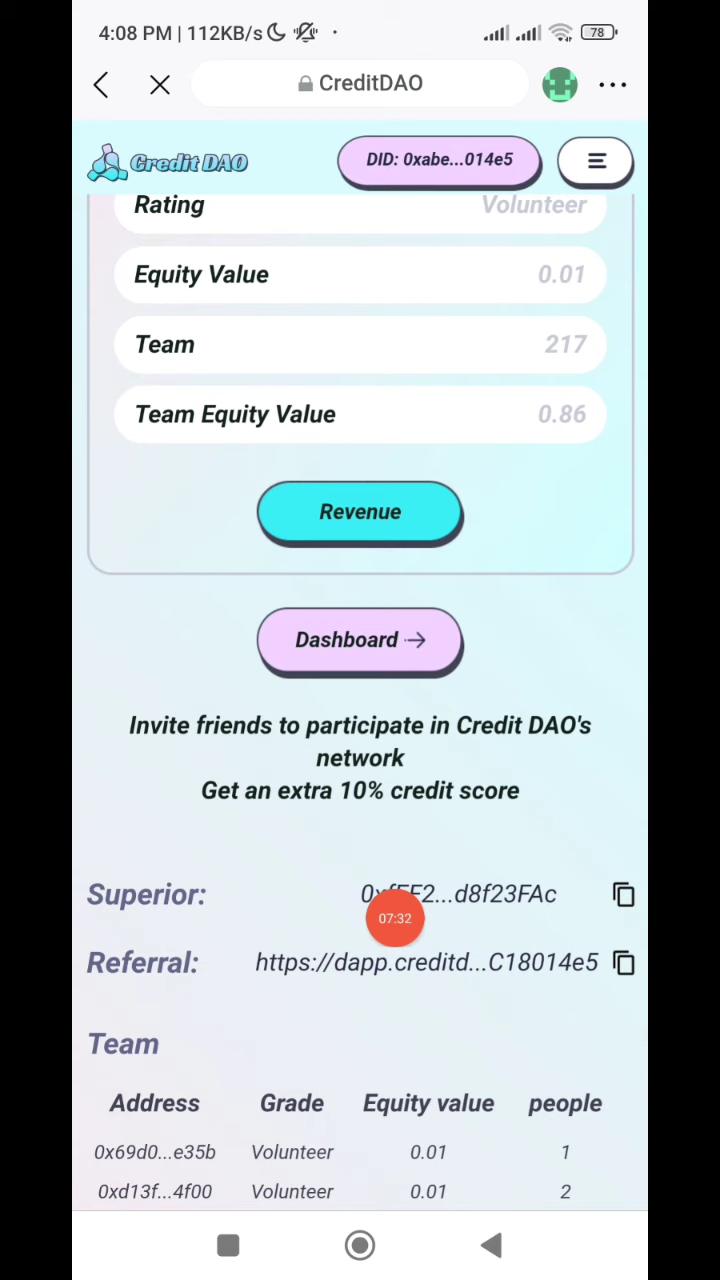 4:08 PM | 112KB/s
78
CreditDAO
Credit DAO
DID: 0xabe...014e5
Rating Volunteer
Equity Value 0.01
Team 217
Team Equity Value 0.86
Revenue
Dashboard
Invite friends to participate in Credit DAO's
network
Get an extra 10% credit score
Superior: 0xfFF2...d8f23FAc
07:32
Referral: https://dapp.creditd...C18014e5
Team
Address Grade Equity value people
0x69d0...e35b Volunteer 0.01 1
0xd13f...4f00 Volunteer 0.01 2